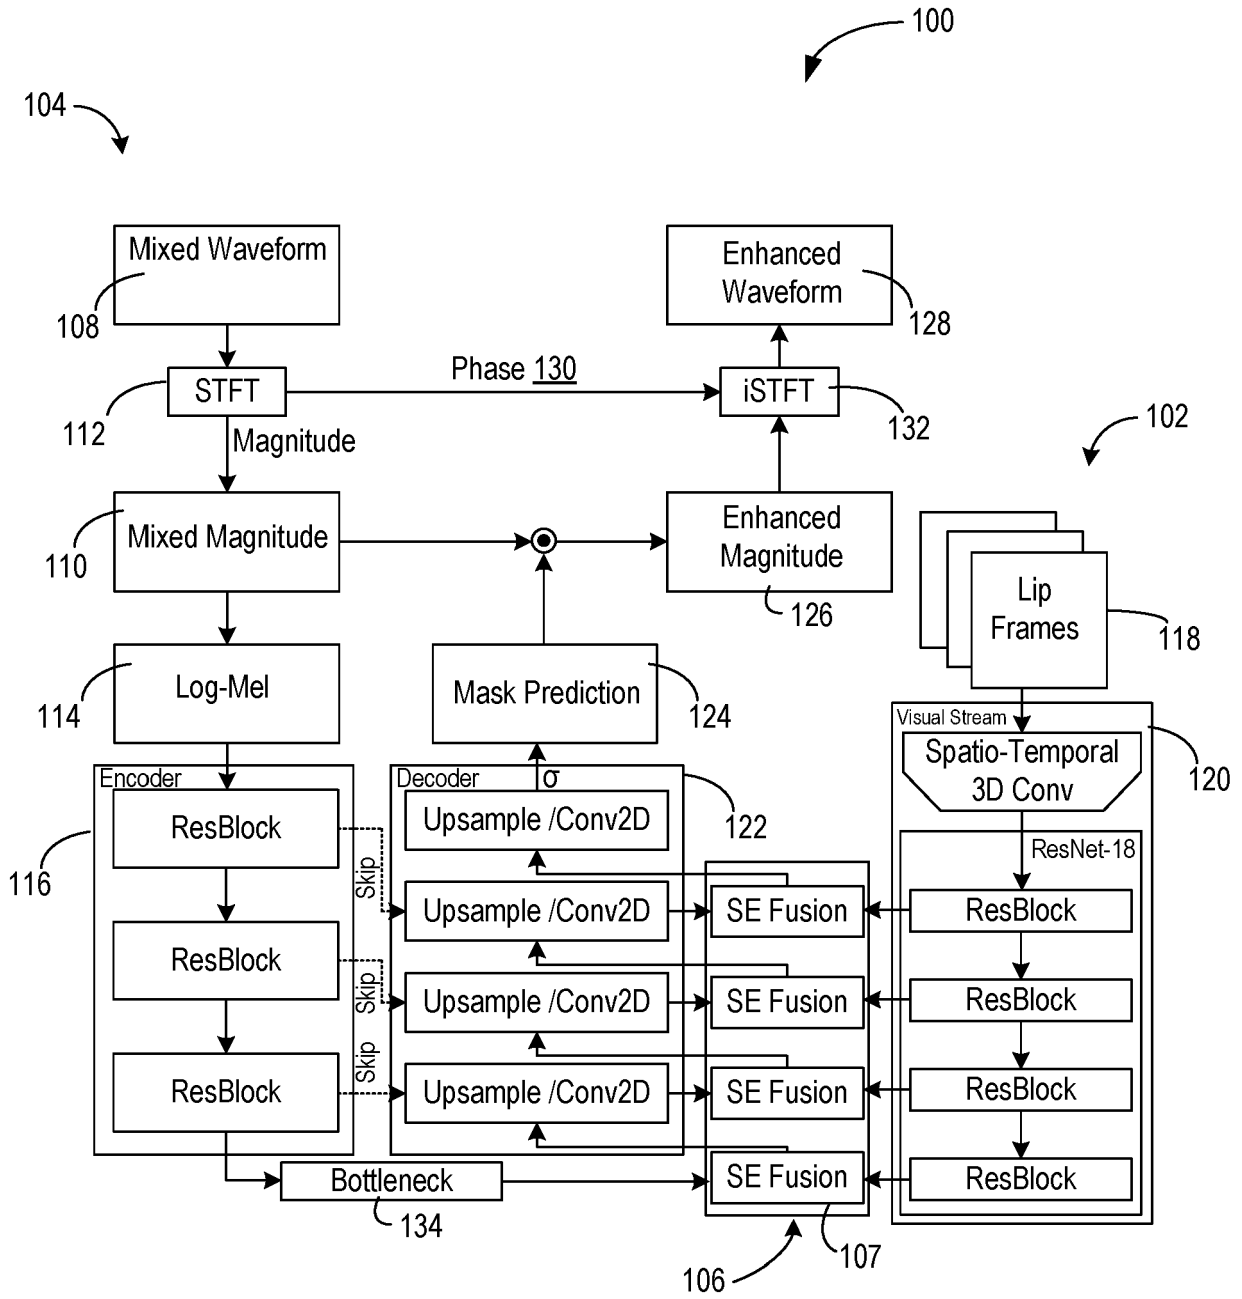 100
104
Mixed Waveform
108
Enhanced
Waveform
128
STFT
112
Phase 130
iSTFT
132
Magnitude
102
Mixed Magnitude
110
Enhanced
Magnitude
126
Lip
Frames
118
Log-Mel
114
Mask Prediction
124
Visual Stream
Spatio-Temporal
3D Conv
120
Encoder
ResBlock
116
Skip
ResBlock
Skip
ResBlock
Skip
Decoder
σ
122
Upsample /Conv2D
Upsample /Conv2D
Upsample /Conv2D
Upsample /Conv2D
SE Fusion
SE Fusion
SE Fusion
SE Fusion
ResNet-18
ResBlock
ResBlock
ResBlock
ResBlock
Bottleneck
134
106
107